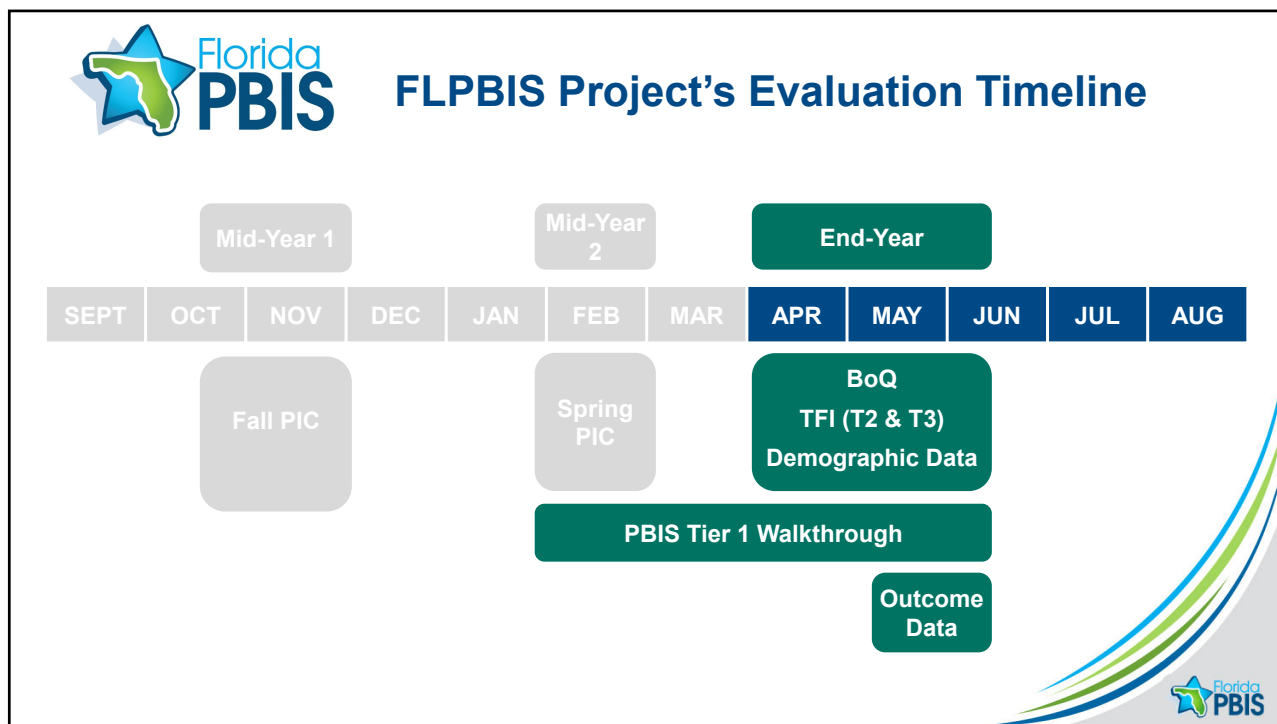 Florida
PBIS
FLPBIS Project's Evaluation Timeline
Mid-Year 1
Mid-Year
2
End-Year
SEPT OCT NOV DEC JAN FEB MAR APR MAY JUN JUL AUG
Fall PIC
Spring
PIC
BoQ
TFI (T2 & T3)
Demographic Data
PBIS Tier 1 Walkthrough
Outcome
Data
Florida
PBIS